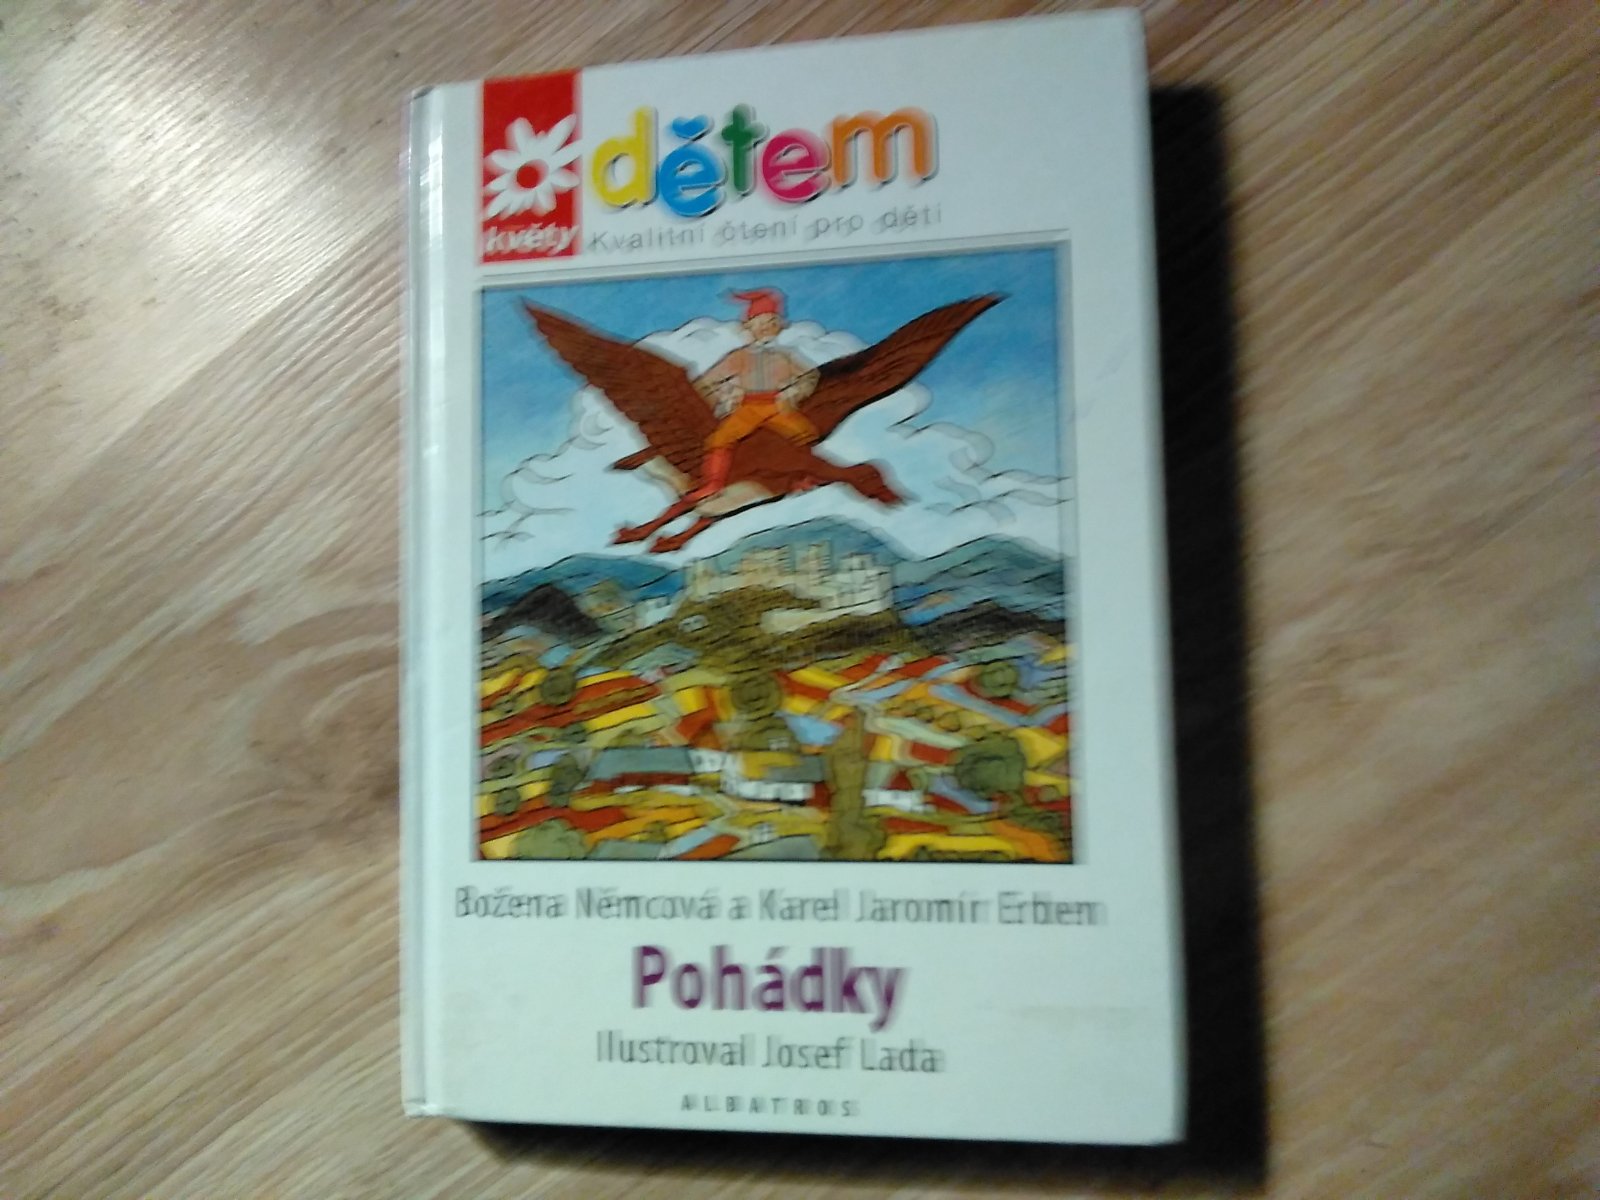 dětem
květy
Kvalitní čtení pro děti
Božena Němcová a Karel Jaromír Erben
Pohádky
Ilustroval Josef Lada
ALBATROS